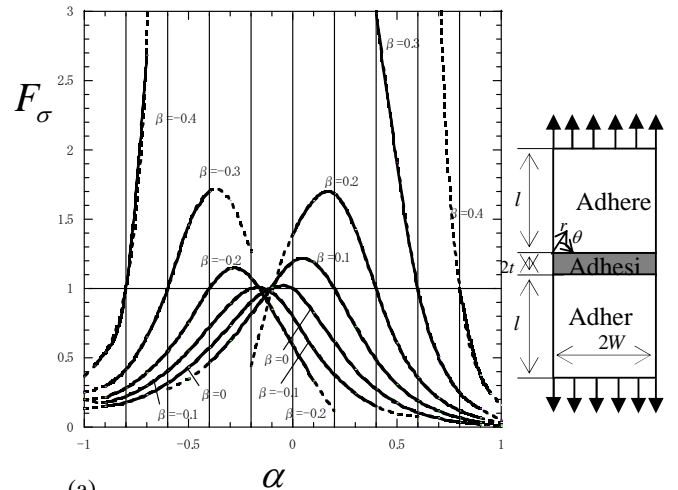 3
2.5
2
1.5
1
0.5
0
Fσ
β=-0.4
β=-0.3
β=-0.2
β=0.3
β=0.2
β=0.4
β=0.1
β=0
β=-0.1
β=-0.2
β=0
β=-0.1
-1
-0.5
0
0.5
1
α
(a)
l
Adhere
r
θ
2t
Adhesi
l
Adher
2W